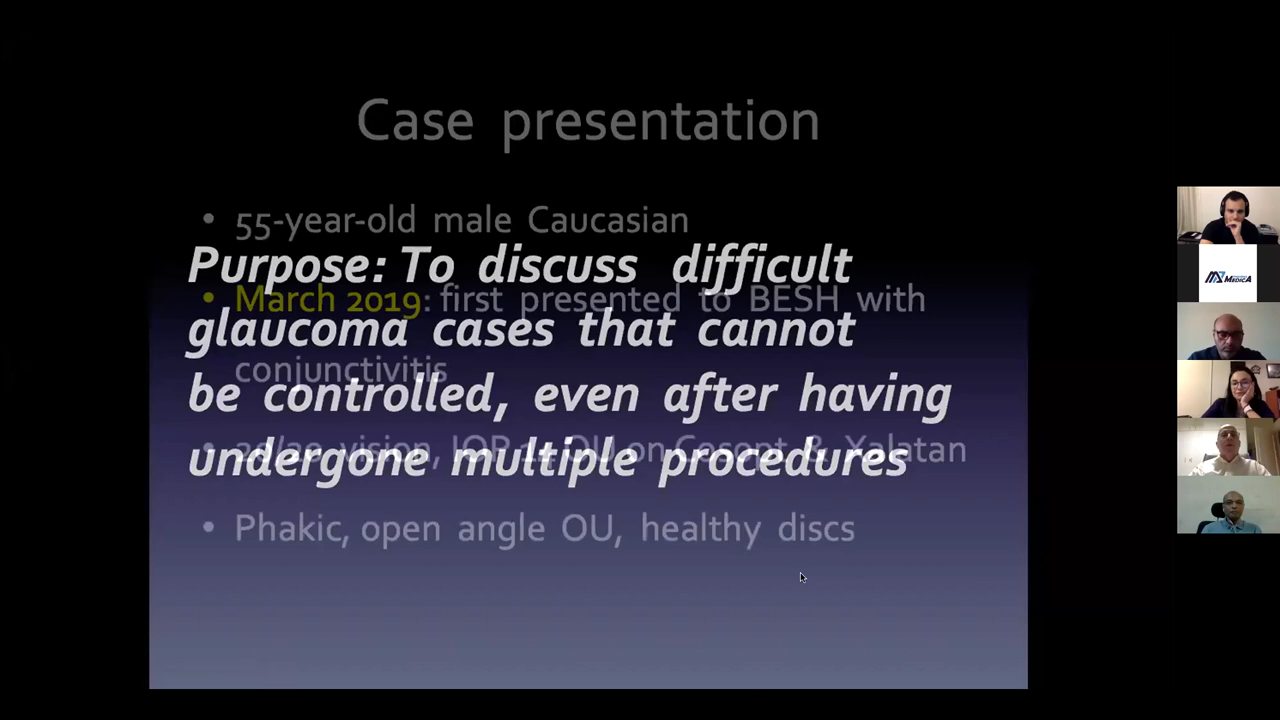 Case presentation
• 55-year-old male Caucasian
Purpose: To discuss difficult
• March 2019: first presented to BESH with
glaucoma cases that cannot
conjunctivitis
be controlled, even after having
• vision, IOP OU on Cosopt & Xalatan
undergone multiple procedures
• Phakic, open angle OU, healthy discs
MEDICA